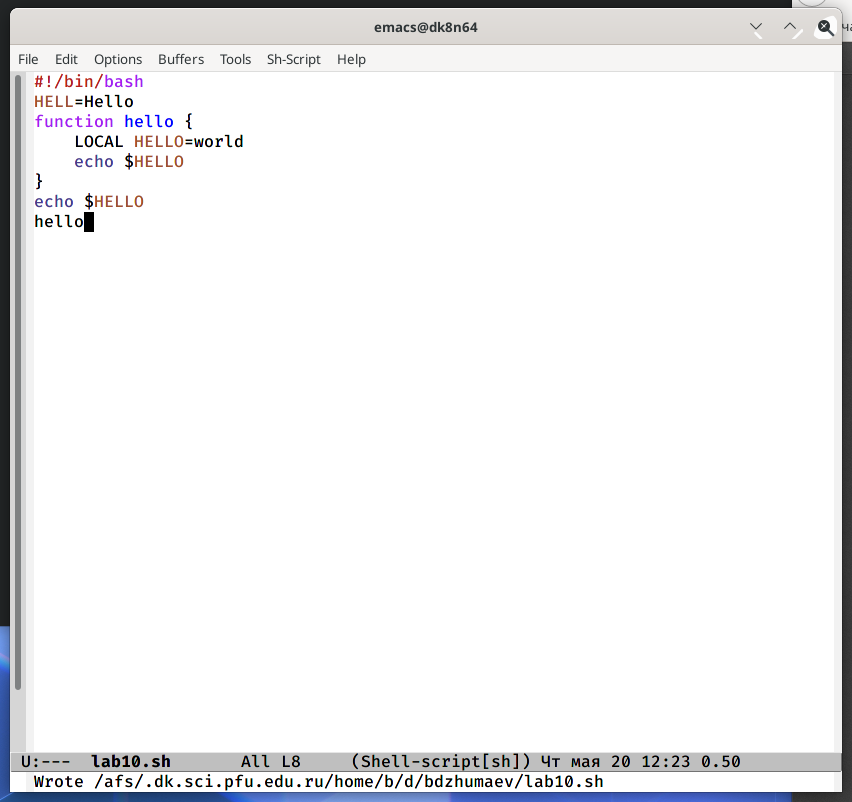 emacs@dk8n64
File Edit Options Buffers Tools Sh-Script Help
#!/bin/bash
HELL=Hello
function hello {
    LOCAL HELLO=world
    echo $HELLO
}
echo $HELLO
hello
U:--- lab10.sh All L8 (Shell-script[sh]) Чт мая 20 12:23 0.50
Wrote /afs/.dk.sci.pfu.edu.ru/home/b/d/bdzhumaev/lab10.sh